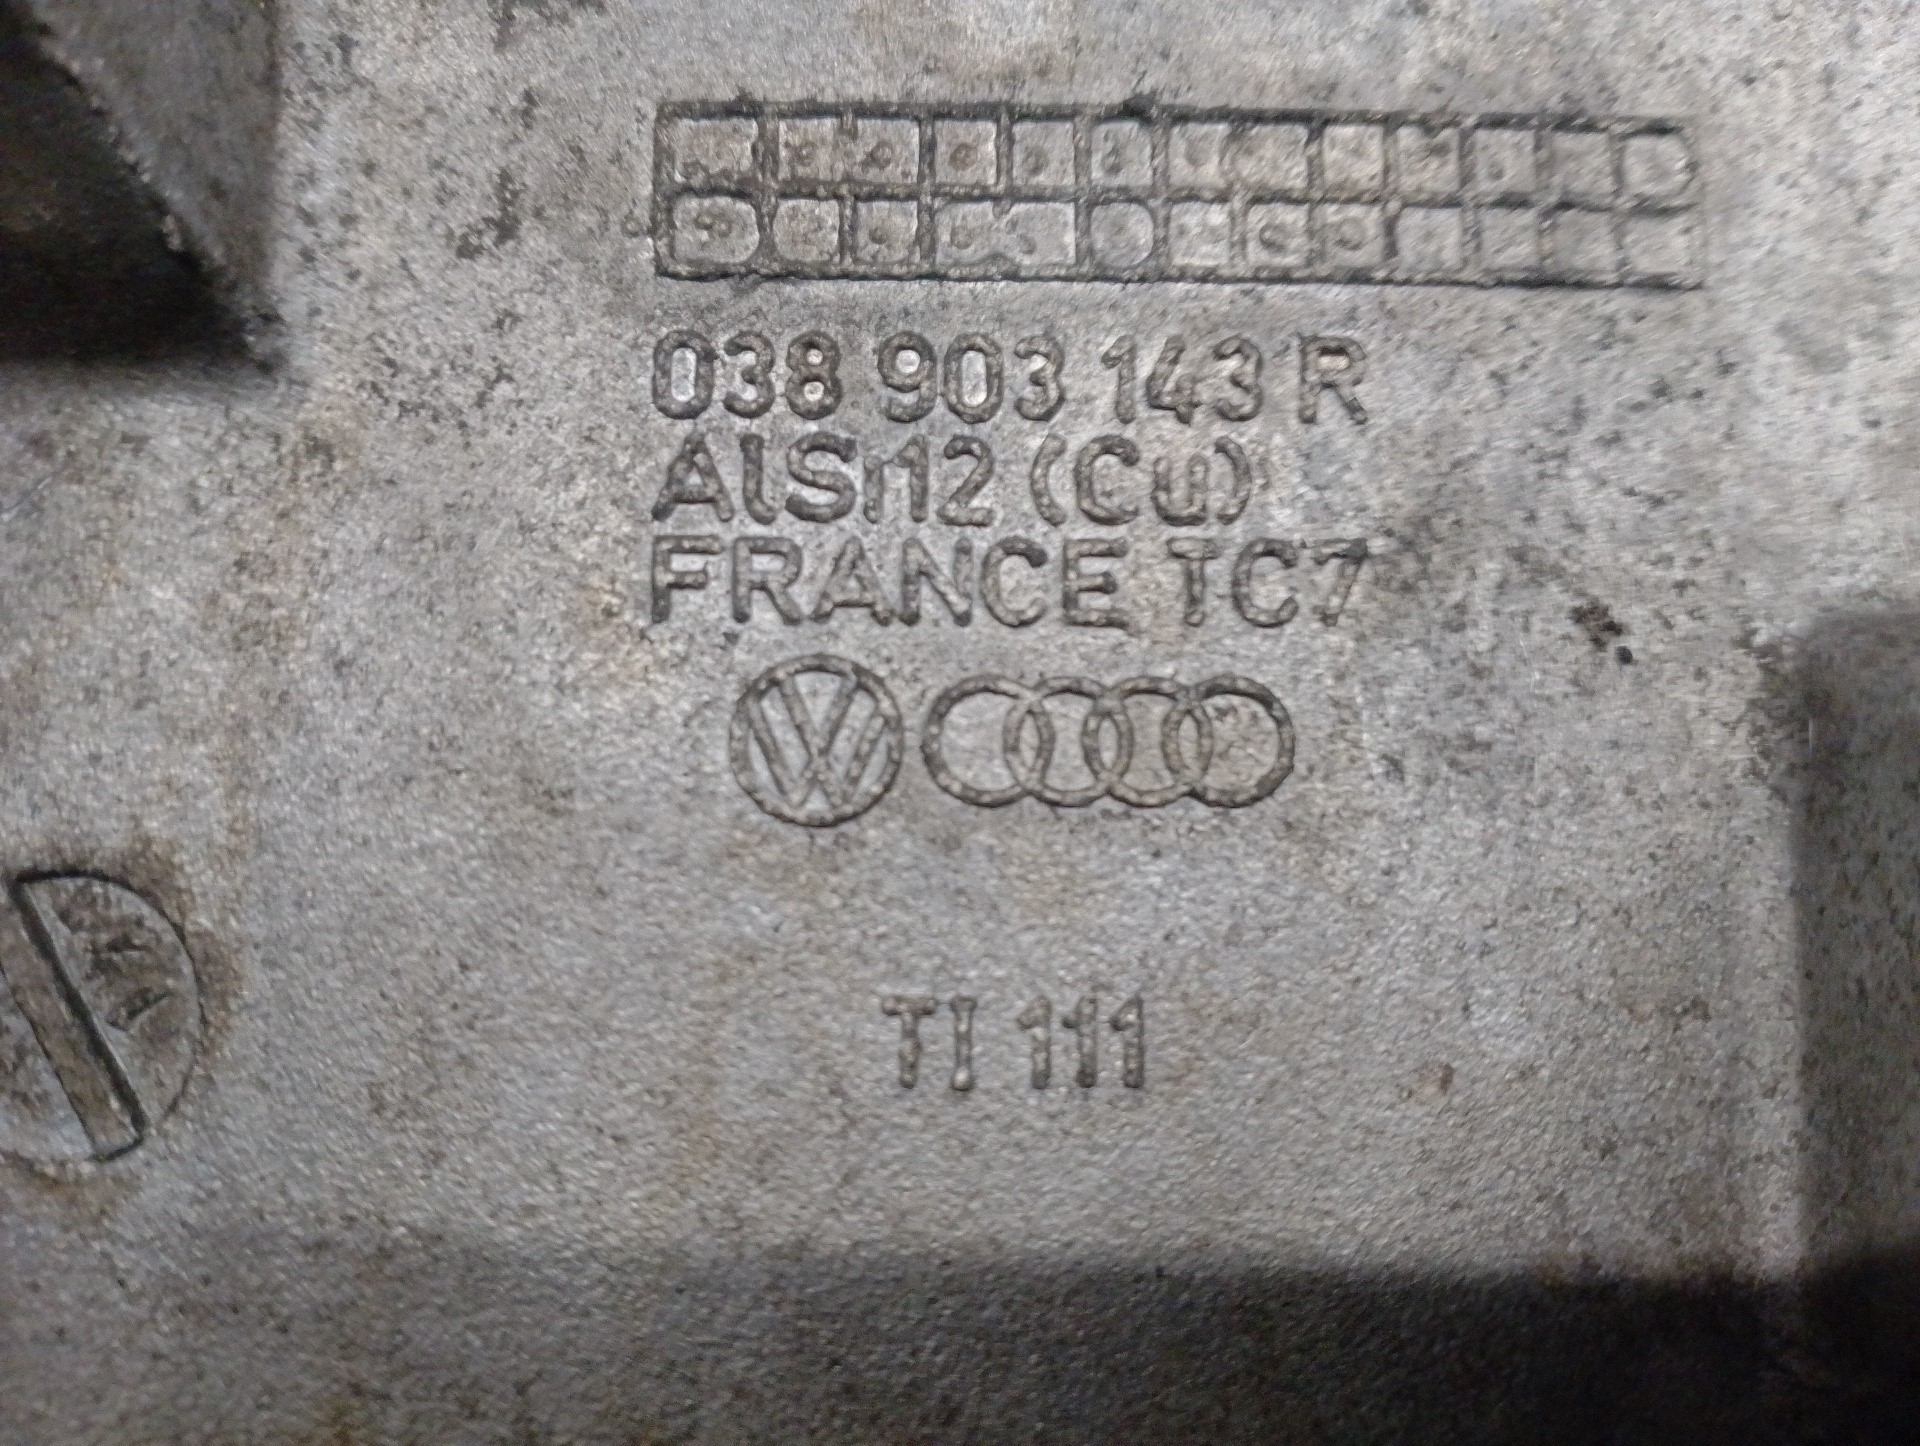 038 903 143 R
AlSi12 (Cu)
FRANCE TC7
TI 111